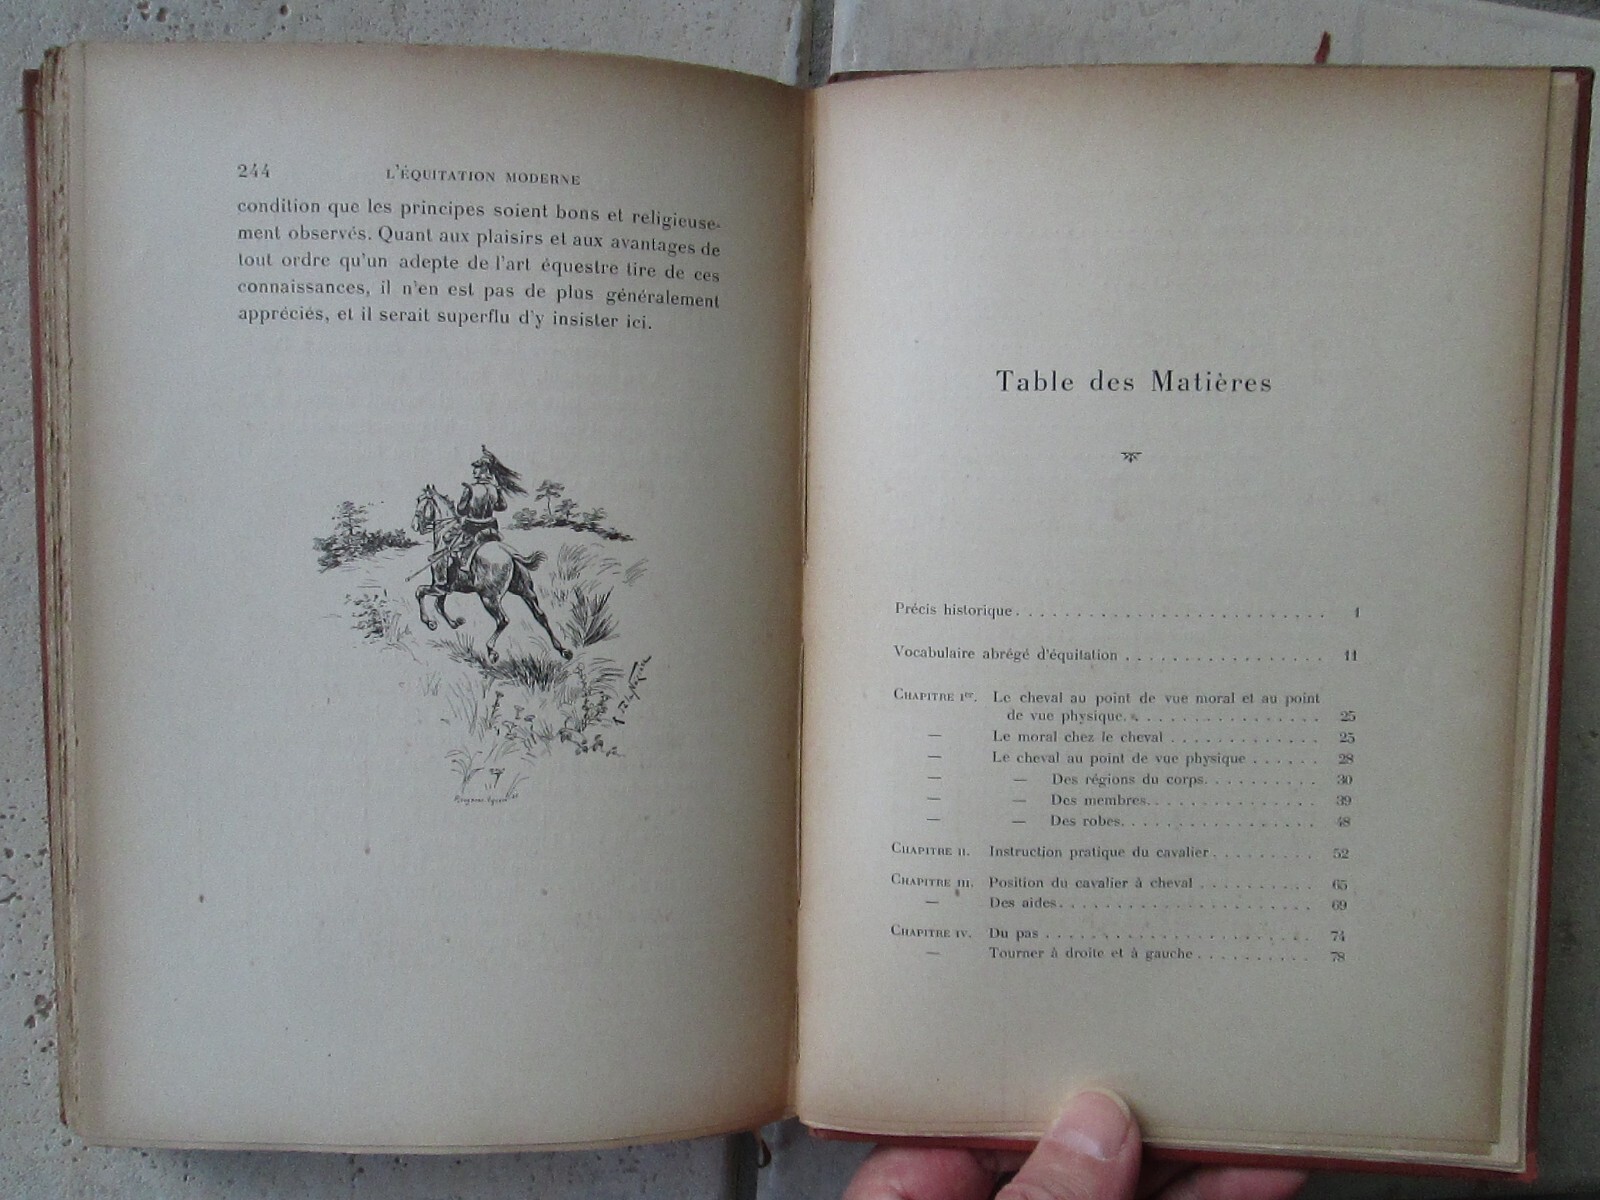 244 L'ÉQUITATION MODERNE
condition que les principes soient bons et religieuse-
ment observés. Quant aux plaisirs et aux avantages de
tout ordre qu'un adepte de l'art équestre tire de ces
connaissances, il n'en est pas de plus généralement
appréciés, et il serait superflu d'y insister ici.
Table des Matières
Précis historique. . . . . . . . . . . . . . . . . . . . . . . . . . 1
Vocabulaire abrégé d'équitation . . . . . . . . . . . . . . . . . 11
CHAPITRE Ier. Le cheval au point de vue moral et au point
de vue physique. . . . . . . . . . . . . . . . 25
— Le moral chez le cheval . . . . . . . . . . . . . 25
— Le cheval au point de vue physique . . . . . . 28
— — Des régions du corps. . . . . . . . . . 30
— — Des membres. . . . . . . . . . . . . . . 39
— — Des robes. . . . . . . . . . . . . . . . . 48
CHAPITRE II. Instruction pratique du cavalier. . . . . . . . . 52
CHAPITRE III. Position du cavalier à cheval . . . . . . . . . . 65
— Des aides. . . . . . . . . . . . . . . . . . . . . 69
CHAPITRE IV. Du pas . . . . . . . . . . . . . . . . . . . . . . . 74
— Tourner à droite et à gauche . . . . . . . . . . 78